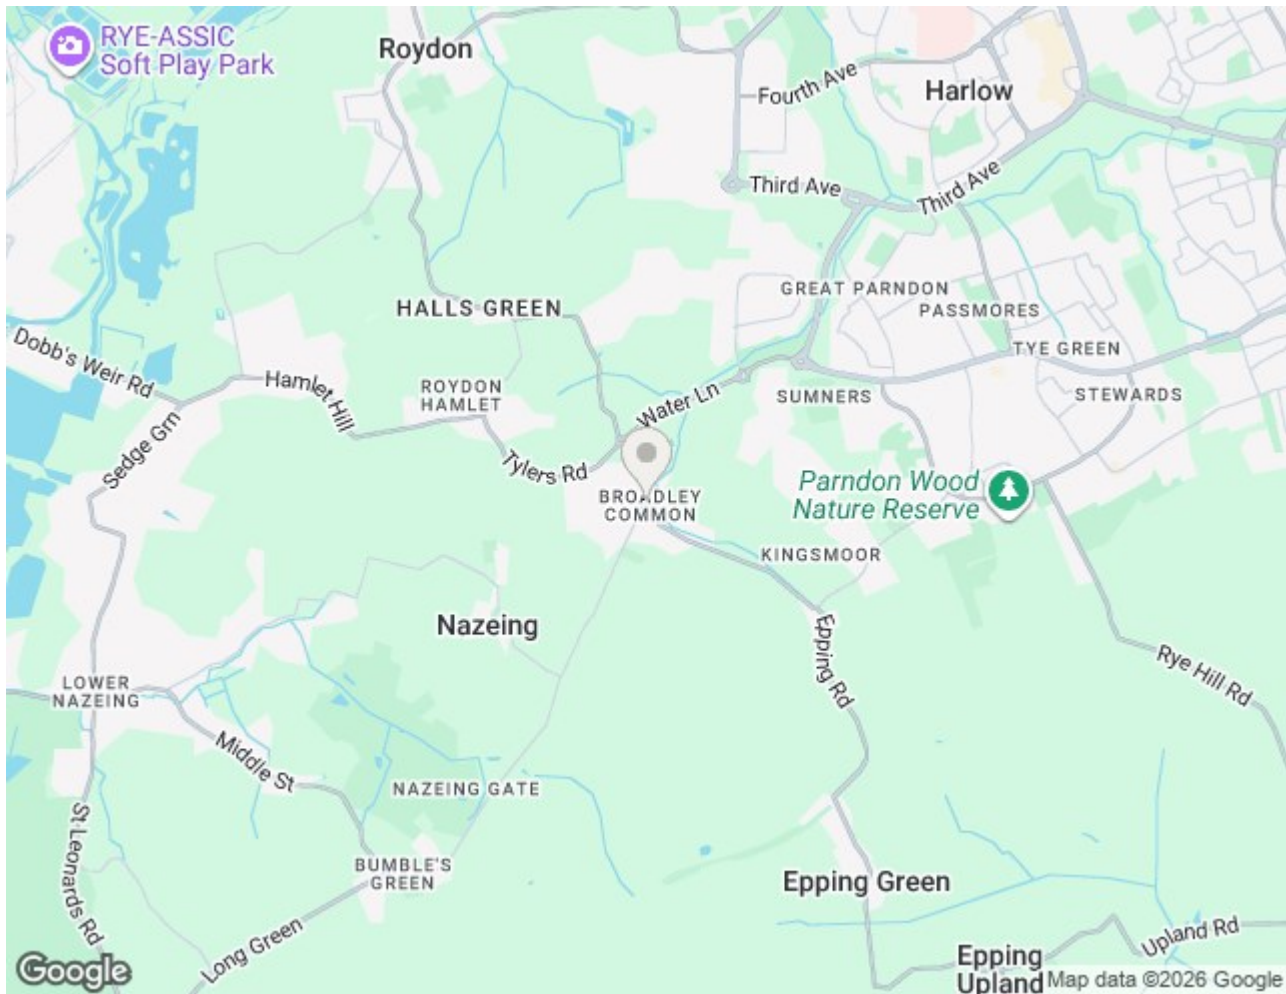 RYE-ASSIC
Soft Play Park
Roydon
Fourth Ave
Harlow
Third Ave
Third Ave
GREAT PARNDON
PASSMORES
HALLS GREEN
Dobb's Weir Rd
Hamlet Hill
TYE GREEN
ROYDON
HAMLET
Water Ln
SUMNERS
STEWARDS
Sedge Grn
Tylers Rd
Parndon Wood
Nature Reserve
BROADLEY
COMMON
KINGSMOOR
Nazeing
Epping Rd
Rye Hill Rd
LOWER
NAZEING
Middle St
NAZEING GATE
St Leonards Rd
BUMBLE'S
GREEN
Epping Green
Long Green
Upland Rd
Epping
Upland
Google
Map data ©2026 Google